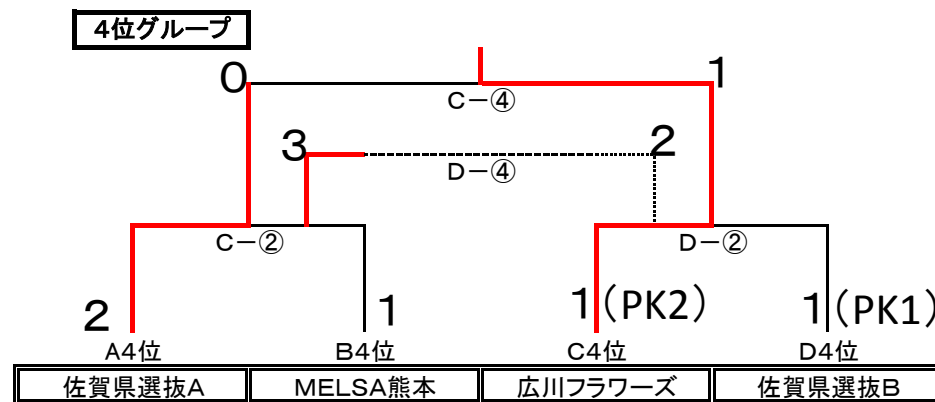 4位グループ
0 1
C－④
3 2
D－④
C－② D－②
2 1 1(PK2) 1(PK1)
A4位 B4位 C4位 D4位
佐賀県選抜A MELSA熊本 広川フラワーズ 佐賀県選抜B